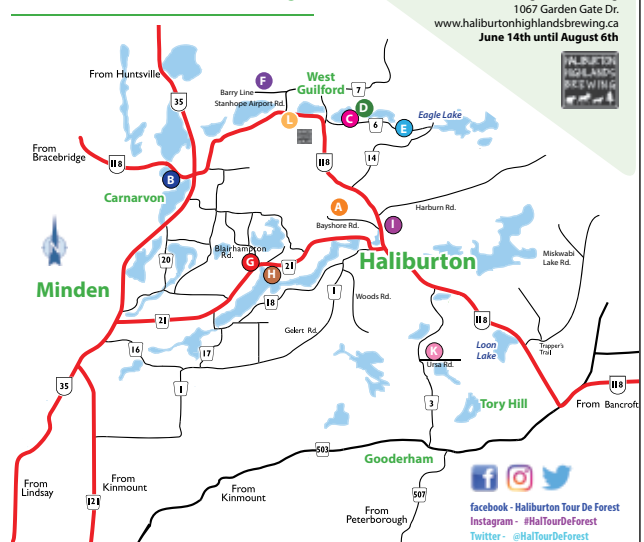 1067 Garden Gate Dr.
www.haliburtonhighlandsbrewing.ca
June 14th until August 6th
HALIBURTON
HIGHLANDS
BREWING
From Huntsville
F
West
Guilford
Barry Line
7
Stanhope Airport Rd.
35
D
C
L
6
E
Eagle Lake
From
Bracebridge
118
118
14
B
Carnarvon
A
Harburn Rd.
I
Bayshore Rd.
Blairhampton
Rd.
20
G
21
H
Haliburton
Miskwabi
Lake Rd.
Minden
18
1
Woods Rd.
21
Gelert Rd.
118
16
17
K
Loon
Lake
Trapper's
Trail
Ursa Rd.
35
1
118
3
Tory Hill
From Bancroft
503
Gooderham
From
Lindsay
121
From
Kinmount
From
Kinmount
507
From
Peterborough
facebook - Haliburton Tour De Forest
Instagram - #HalTourDeForest
Twitter - @HalTourDeForest